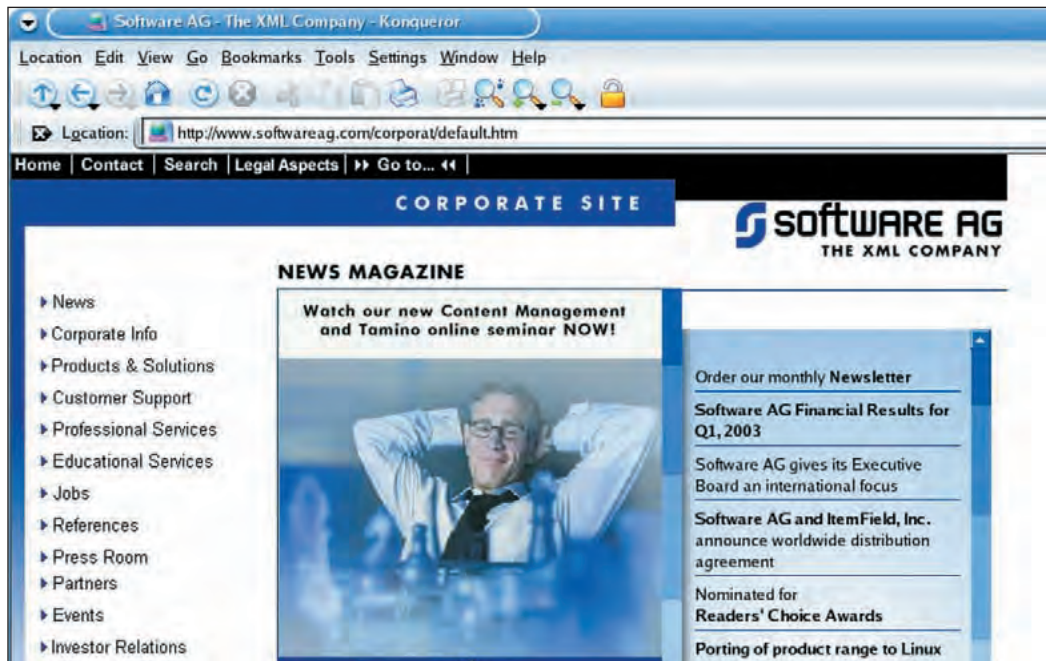 Software AG - The XML Company - Konqueror
Location Edit View Go Bookmarks Tools Settings Window Help
Location: http://www.softwareag.com/corporat/default.htm
Home | Contact | Search | Legal Aspects | Go to... |
CORPORATE SITE
software AG
THE XML COMPANY
NEWS MAGAZINE
News
Corporate Info
Products & Solutions
Customer Support
Professional Services
Educational Services
Jobs
References
Press Room
Partners
Events
Investor Relations
Watch our new Content Management
and Tamino online seminar NOW!
Order our monthly Newsletter
Software AG Financial Results for
Q1, 2003
Software AG gives its Executive
Board an international focus
Software AG and ItemField, Inc.
announce worldwide distribution
agreement
Nominated for
Readers' Choice Awards
Porting of product range to Linux